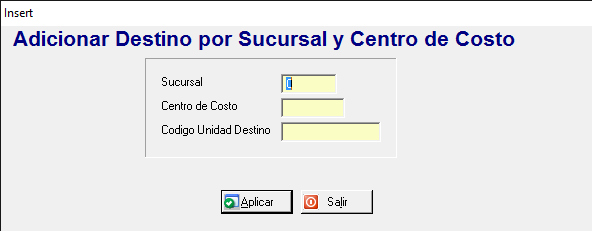 Insert
Adicionar Destino por Sucursal y Centro de Costo
Sucursal
Centro de Costo
Codigo Unidad Destino
Aplicar Salir